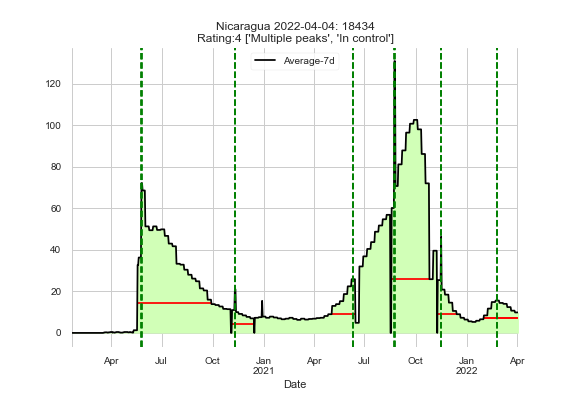 Nicaragua 2022-04-04: 18434
Rating:4 ['Multiple peaks', 'In control']
Average-7d
120
100
80
60
40
20
0
Apr Jul Oct Jan Apr Jul Oct Jan Apr
2021 2022
Date